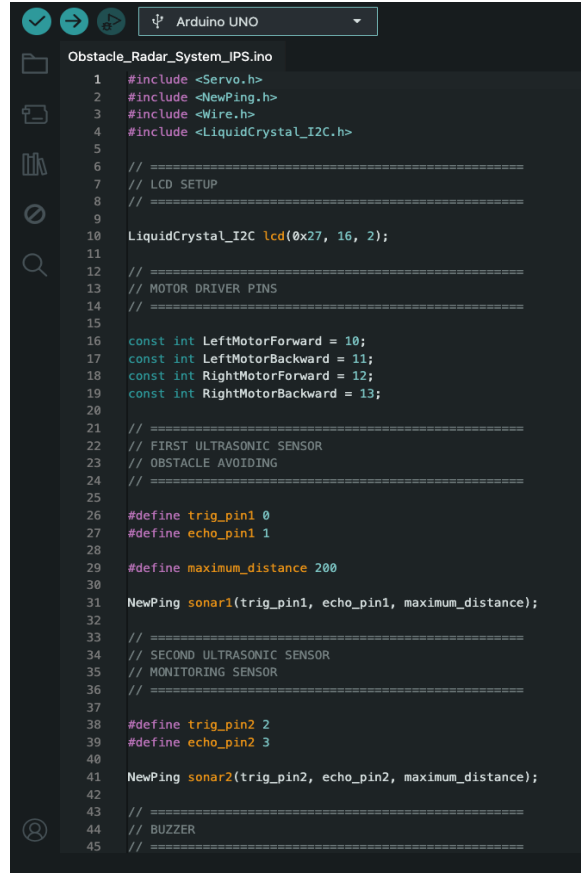 Arduino UNO
Obstacle_Radar_System_IPS.ino
1 #include <Servo.h>
2 #include <NewPing.h>
3 #include <Wire.h>
4 #include <LiquidCrystal_I2C.h>
5
6 // =================================================
7 // LCD SETUP
8 // =================================================
9
10 LiquidCrystal_I2C lcd(0x27, 16, 2);
11
12 // =================================================
13 // MOTOR DRIVER PINS
14 // =================================================
15
16 const int LeftMotorForward = 10;
17 const int LeftMotorBackward = 11;
18 const int RightMotorForward = 12;
19 const int RightMotorBackward = 13;
20
21 // =================================================
22 // FIRST ULTRASONIC SENSOR
23 // OBSTACLE AVOIDING
24 // =================================================
25
26 #define trig_pin1 0
27 #define echo_pin1 1
28
29 #define maximum_distance 200
30
31 NewPing sonar1(trig_pin1, echo_pin1, maximum_distance);
32
33 // =================================================
34 // SECOND ULTRASONIC SENSOR
35 // MONITORING SENSOR
36 // =================================================
37
38 #define trig_pin2 2
39 #define echo_pin2 3
40
41 NewPing sonar2(trig_pin2, echo_pin2, maximum_distance);
42
43 // =================================================
44 // BUZZER
45 // =================================================